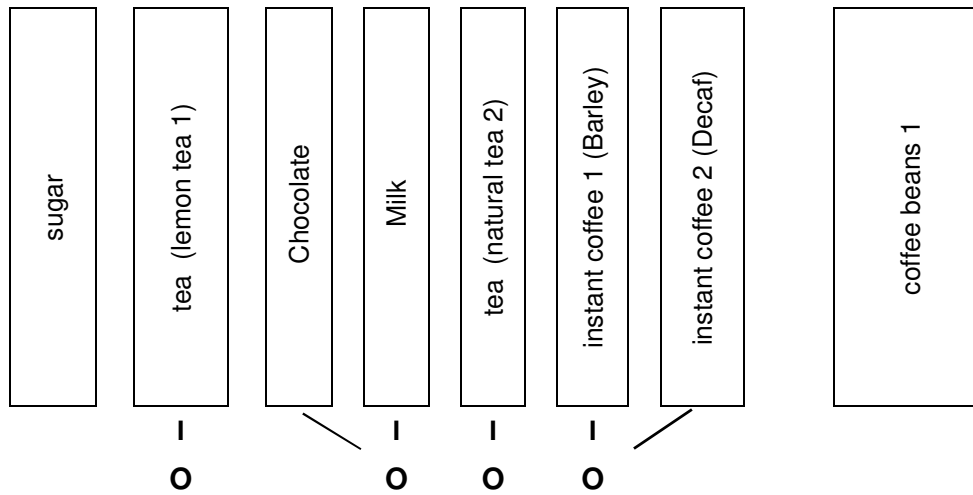 sugar
tea (lemon tea 1)
Chocolate
Milk
tea (natural tea 2)
instant coffee 1 (Barley)
instant coffee 2 (Decaf)
coffee beans 1
I I I I
O O O O